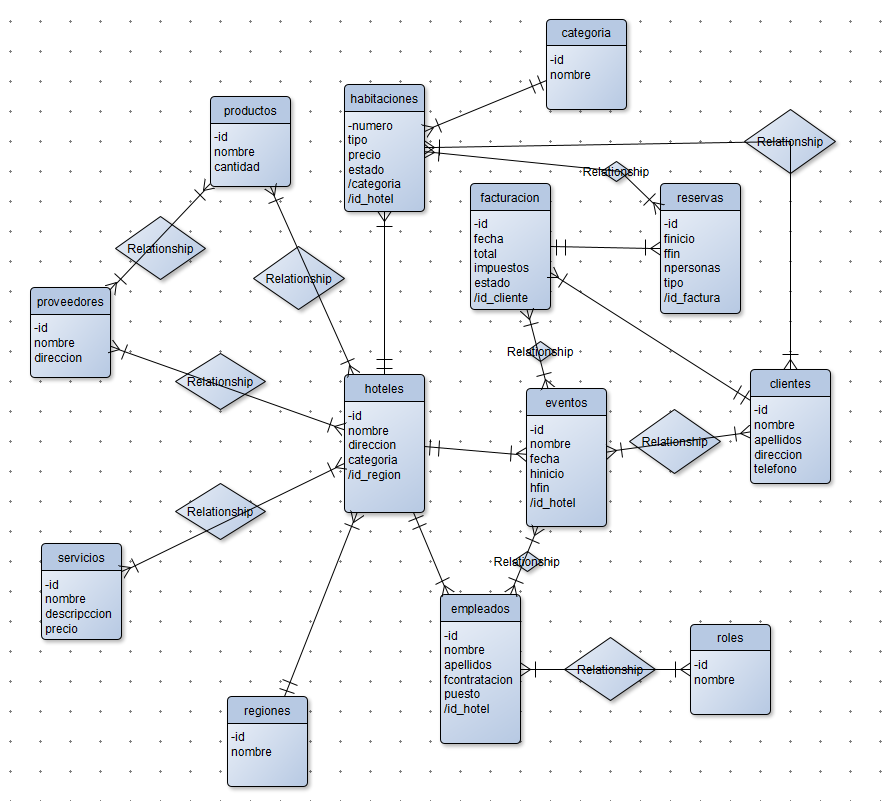 categoria
-id
nombre
productos
-id
nombre
cantidad
habitaciones
-numero
tipo
precio
estado
/categoria
/id_hotel
Relationship
Relationship
facturacion
-id
fecha
total
impuestos
estado
/id_cliente
reservas
-id
finicio
ffin
npersonas
tipo
/id_factura
Relationship
Relationship
proveedores
-id
nombre
direccion
Relationship
Relationship
hoteles
-id
nombre
direccion
categoria
/id_region
eventos
-id
nombre
fecha
hinicio
hfin
/id_hotel
clientes
-id
nombre
apellidos
direccion
telefono
Relationship
Relationship
servicios
-id
nombre
descripccion
precio
Relationship
empleados
-id
nombre
apellidos
fcontratacion
puesto
/id_hotel
Relationship
roles
-id
nombre
regiones
-id
nombre